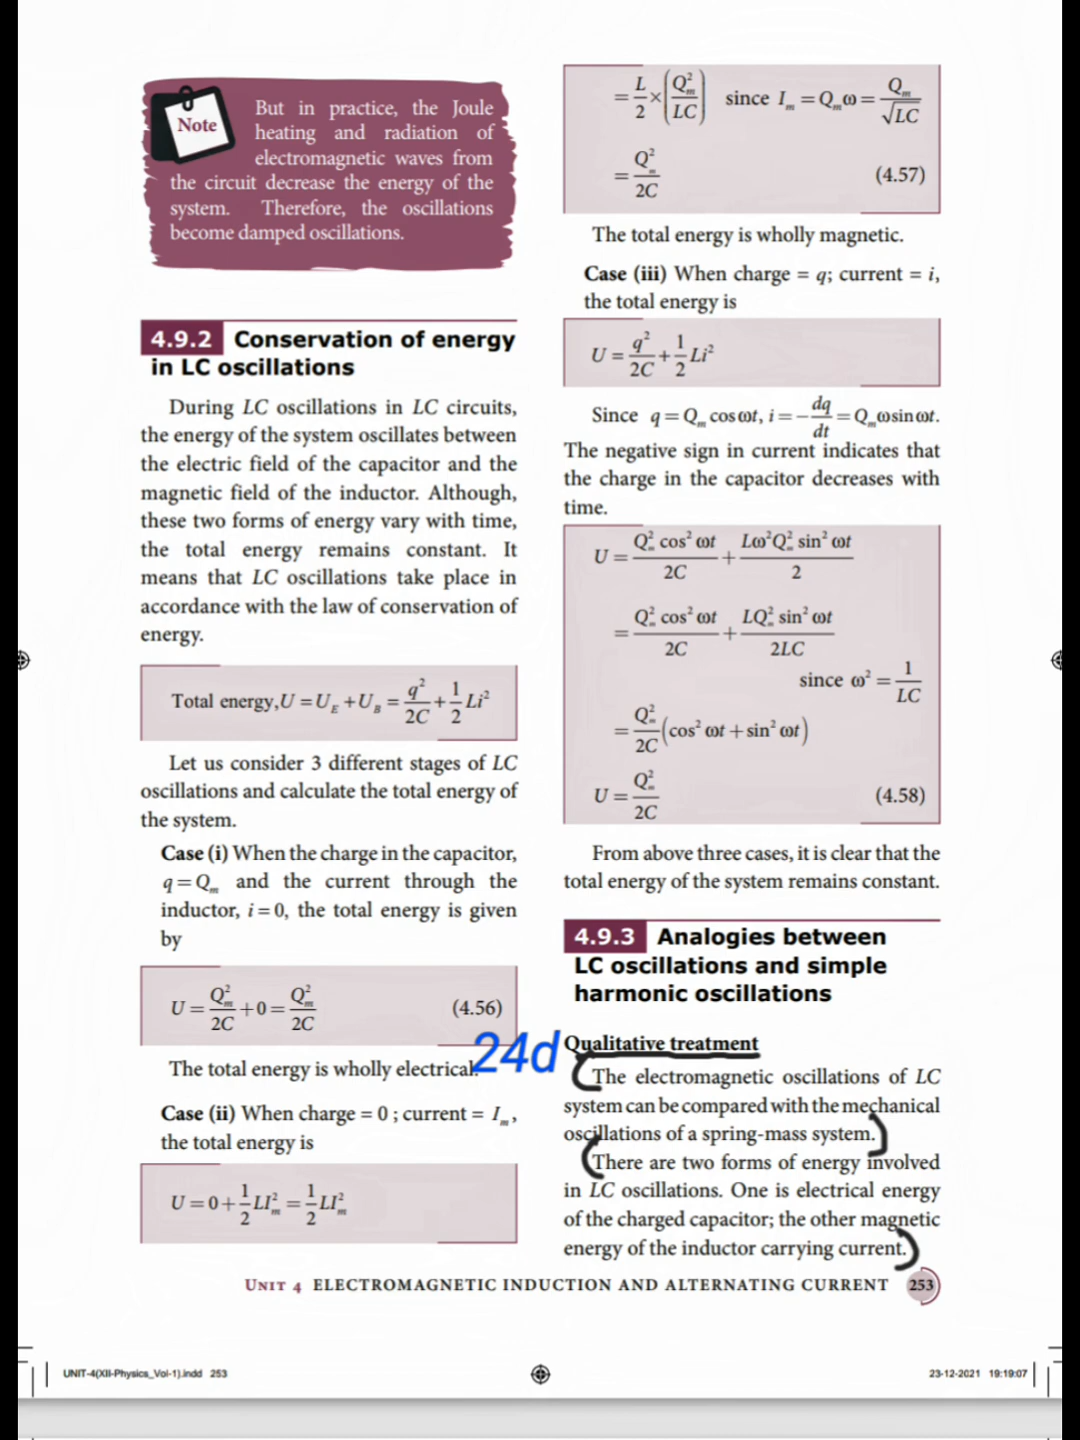 Note
But in practice, the Joule
heating and radiation of
electromagnetic waves from
the circuit decrease the energy of the
system. Therefore, the oscillations
become damped oscillations.
4.9.2 Conservation of energy
in LC oscillations
During LC oscillations in LC circuits,
the energy of the system oscillates between
the electric field of the capacitor and the
magnetic field of the inductor. Although,
these two forms of energy vary with time,
the total energy remains constant. It
means that LC oscillations take place in
accordance with the law of conservation of
energy.
Total energy, U = U_E + U_B = q²/2C + 1/2 Li²
Let us consider 3 different stages of LC
oscillations and calculate the total energy of
the system.
Case (i) When the charge in the capacitor,
q = Q_m and the current through the
inductor, i = 0, the total energy is given
by
U = Q_m²/2C + 0 = Q_m²/2C (4.56)
The total energy is wholly electrical.
Case (ii) When charge = 0 ; current = I_m,
the total energy is
U = 0 + 1/2 LI_m² = 1/2 LI_m²
= L/2 × (Q_m²/LC) since I_m = Q_m ω = Q_m/√LC
= Q_m²/2C (4.57)
The total energy is wholly magnetic.
Case (iii) When charge = q; current = i,
the total energy is
U = q²/2C + 1/2 Li²
Since q = Q_m cos ωt, i = − dq/dt = Q_m ω sin ωt.
The negative sign in current indicates that
the charge in the capacitor decreases with
time.
U = Q_m² cos² ωt/2C + Lω²Q_m² sin² ωt/2
= Q_m² cos² ωt/2C + LQ_m² sin² ωt/2LC
since ω² = 1/LC
= Q_m²/2C (cos² ωt + sin² ωt)
U = Q_m²/2C (4.58)
From above three cases, it is clear that the
total energy of the system remains constant.
4.9.3 Analogies between
LC oscillations and simple
harmonic oscillations
24d
Qualitative treatment
The electromagnetic oscillations of LC
system can be compared with the mechanical
oscillations of a spring-mass system.
There are two forms of energy involved
in LC oscillations. One is electrical energy
of the charged capacitor; the other magnetic
energy of the inductor carrying current.
UNIT 4 ELECTROMAGNETIC INDUCTION AND ALTERNATING CURRENT 253
UNIT-4(XII-Physics_Vol-1).indd 253
23-12-2021 19:19:07